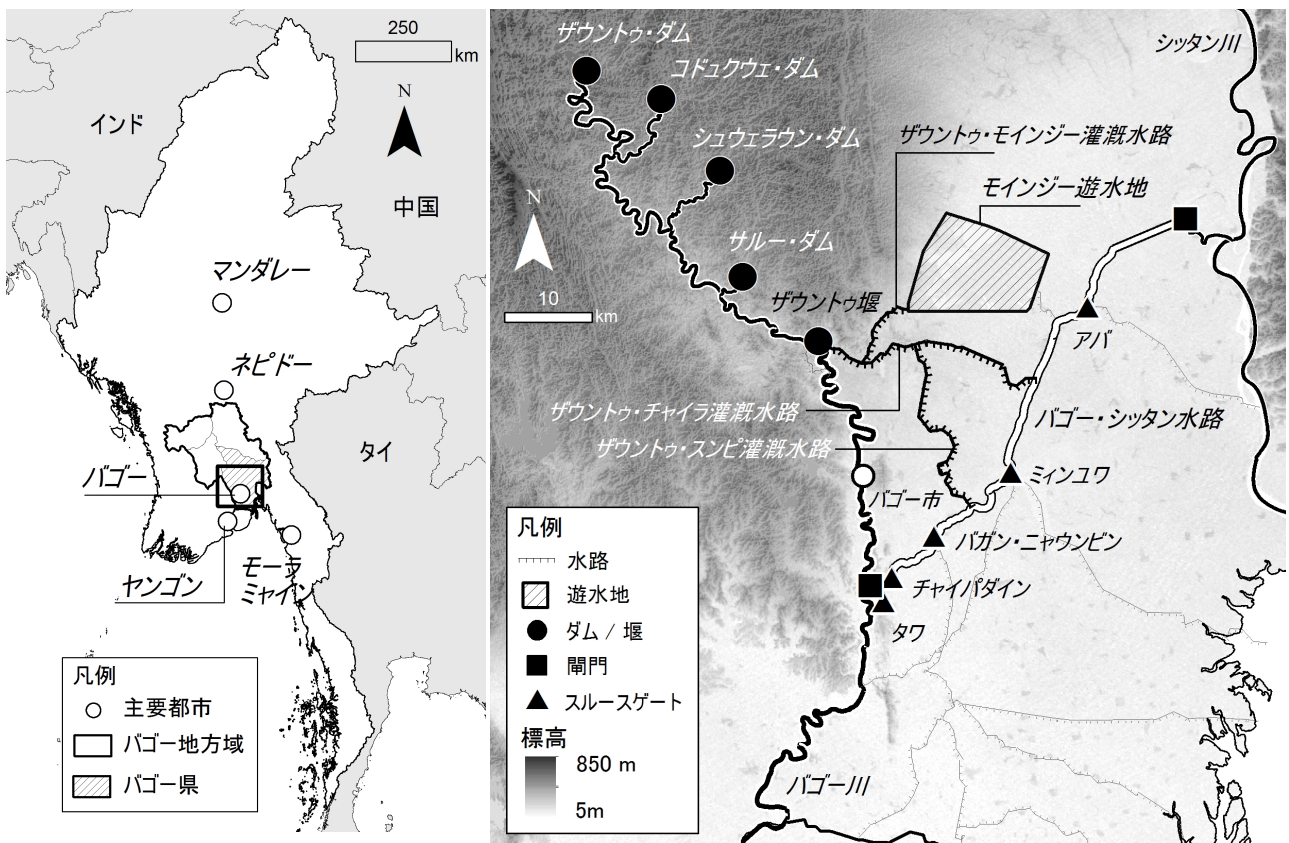 250
km
N
インド
中国
マンダレー
ネピドー
タイ
バゴー
ヤンゴン
モーラ
ミャイン
凡例
主要都市
バゴー地方域
バゴー県
ザウントゥ・ダム
コドュクウェ・ダム
シュウェラウン・ダム
サルー・ダム
ザウントゥ堰
シッタン川
ザウントゥ・モインジー灌漑水路
モインジー遊水地
N
10
km
アバ
ザウントゥ・チャイラ灌漑水路
バゴー・シッタン水路
ザウントゥ・スンピ灌漑水路
ミィンユワ
バゴー市
バガン・ニャウンビン
チャイパダイン
タワ
バゴー川
凡例
水路
遊水地
ダム / 堰
閘門
スルースゲート
標高
850 m
5m